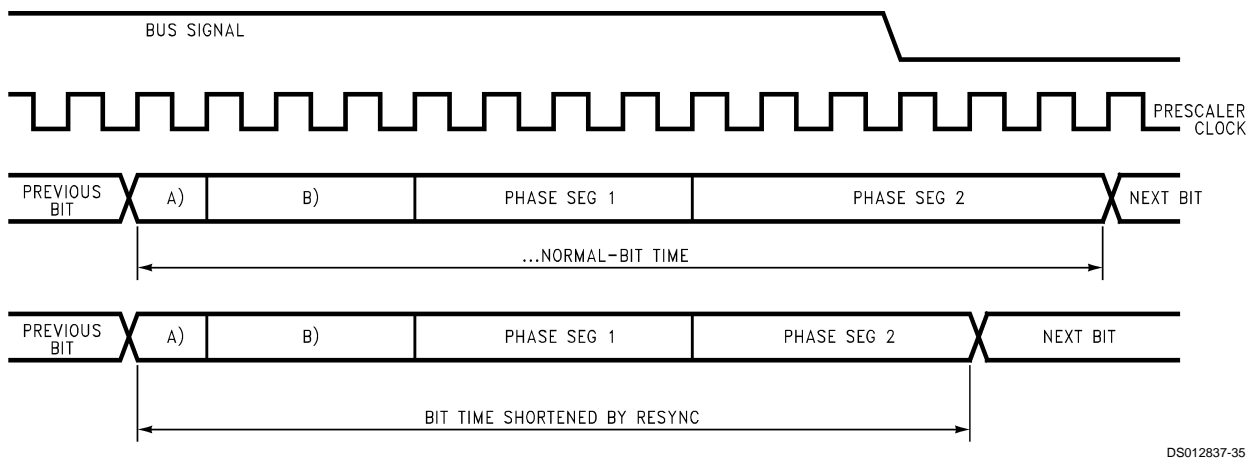 BUS SIGNAL
PRESCALER
CLOCK
PREVIOUS
BIT
A)
B)
PHASE SEG 1
PHASE SEG 2
NEXT BIT
...NORMAL-BIT TIME
PREVIOUS
BIT
A)
B)
PHASE SEG 1
PHASE SEG 2
NEXT BIT
BIT TIME SHORTENED BY RESYNC
DS012837-35